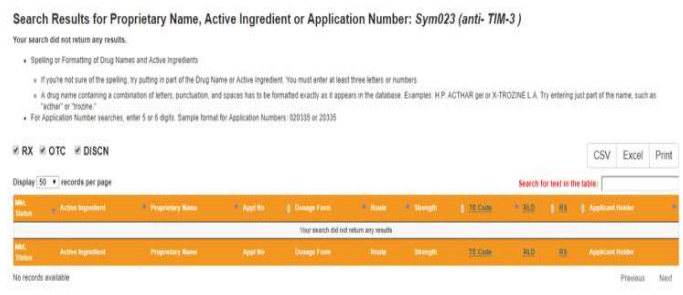 Search Results for Proprietary Name, Active Ingredient or Application Number: Sym023 (anti- TIM-3 )
Your search did not return any results.
Spelling or Formatting of Drug Names and Active Ingredients
If you're not sure of the spelling, try putting in part of the Drug Name or Active Ingredient. You must enter at least three letters or numbers.
A drug name containing a combination of letters, punctuation, and spaces has to be formatted exactly as it appears in the database. Examples: H.P. ACTHAR gel or X-TROZINE L.A. Try entering just part of the name, such as
"acthar" or "trozine."
For Application Number searches, enter 5 or 6 digits. Sample format for Application Numbers: 020335 or 20335
RX OTC DISCN
CSV Excel Print
Display 50 records per page
Search for text in the table:
Mkt. Status Active Ingredient Proprietary Name Appl No Dosage Form Route Strength TE Code RLD RS Applicant Holder
Your search did not return any results
Mkt. Status Active Ingredient Proprietary Name Appl No Dosage Form Route Strength TE Code RLD RS Applicant Holder
No records available
Previous Next